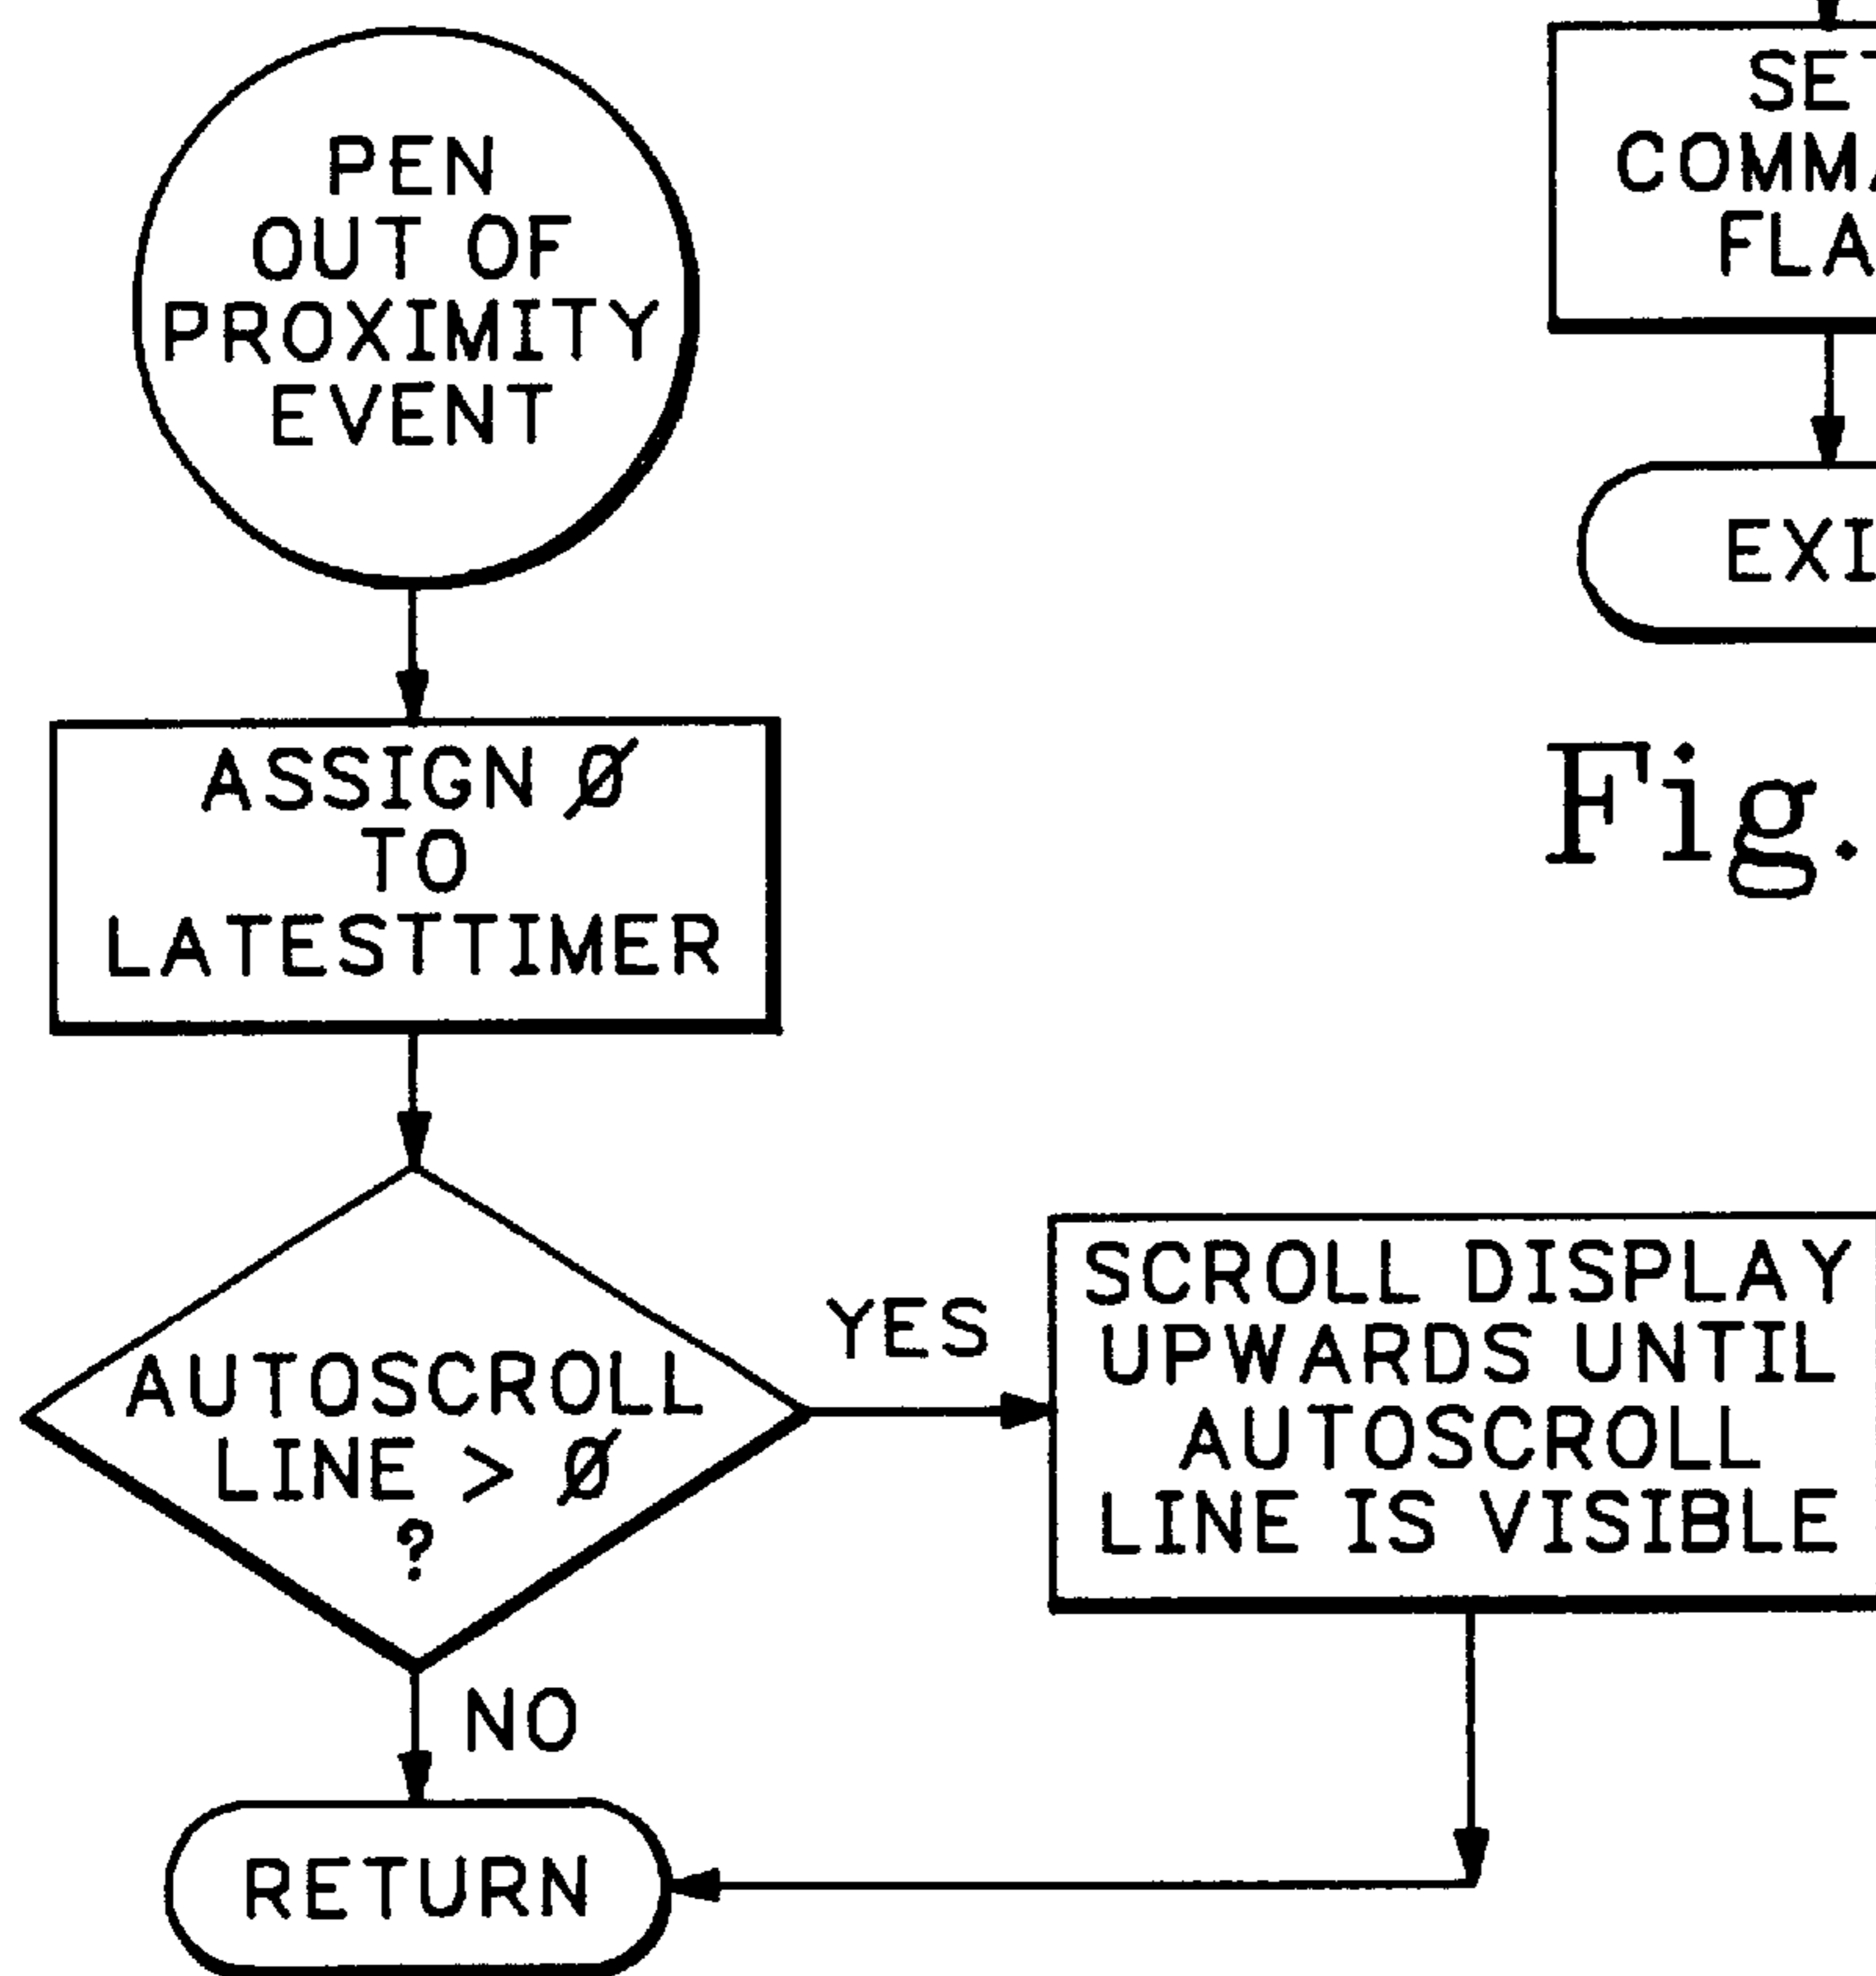 PEN
OUT OF
PROXIMITY
EVENT
ASSIGN Ø
TO
LATESTTIMER
AUTOSCROLL
LINE > Ø
?
YES
NO
SCROLL DISPLAY
UPWARDS UNTIL
AUTOSCROLL
LINE IS VISIBLE
RETURN
Fig.